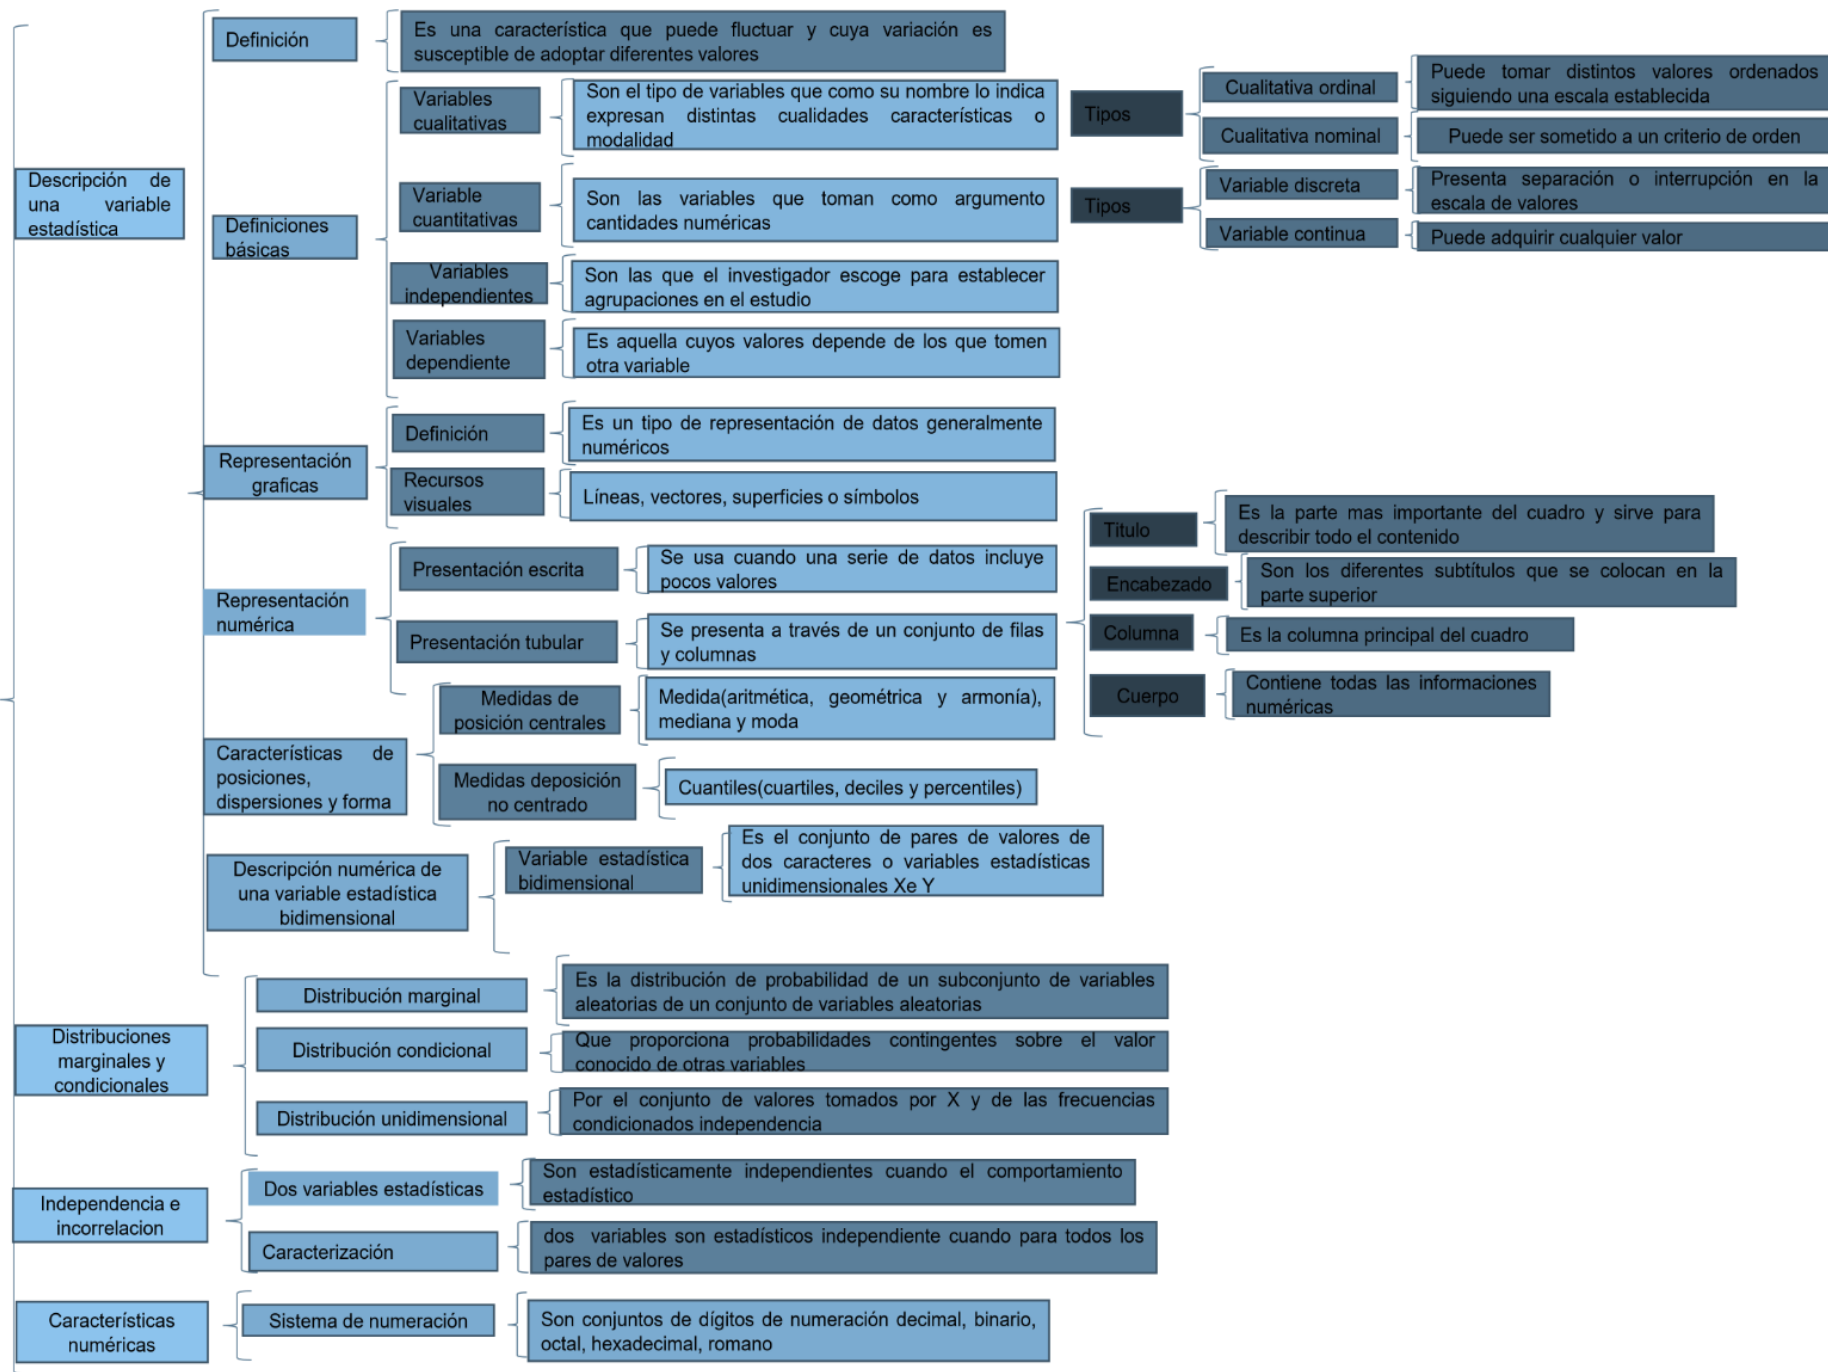 Descripción de
una variable
estadística
Definición
Es una característica que puede fluctuar y cuya variación es
susceptible de adoptar diferentes valores
Definiciones
básicas
Variables
cualitativas
Son el tipo de variables que como su nombre lo indica
expresan distintas cualidades características o
modalidad
Tipos
Cualitativa ordinal
Puede tomar distintos valores ordenados
siguiendo una escala establecida
Cualitativa nominal
Puede ser sometido a un criterio de orden
Variable
cuantitativas
Son las variables que toman como argumento
cantidades numéricas
Tipos
Variable discreta
Presenta separación o interrupción en la
escala de valores
Variable continua
Puede adquirir cualquier valor
Variables
independientes
Son las que el investigador escoge para establecer
agrupaciones en el estudio
Variables
dependiente
Es aquella cuyos valores depende de los que tomen
otra variable
Representación
graficas
Definición
Es un tipo de representación de datos generalmente
numéricos
Recursos
visuales
Líneas, vectores, superficies o símbolos
Representación
numérica
Presentación escrita
Se usa cuando una serie de datos incluye
pocos valores
Presentación tubular
Se presenta a través de un conjunto de filas
y columnas
Titulo
Es la parte mas importante del cuadro y sirve para
describir todo el contenido
Encabezado
Son los diferentes subtítulos que se colocan en la
parte superior
Columna
Es la columna principal del cuadro
Cuerpo
Contiene todas las informaciones
numéricas
Características de
posiciones,
dispersiones y forma
Medidas de
posición centrales
Medida(aritmética, geométrica y armonía),
mediana y moda
Medidas deposición
no centrado
Cuantiles(cuartiles, deciles y percentiles)
Descripción numérica de
una variable estadística
bidimensional
Variable estadística
bidimensional
Es el conjunto de pares de valores de
dos caracteres o variables estadísticas
unidimensionales Xe Y
Distribuciones
marginales y
condicionales
Distribución marginal
Es la distribución de probabilidad de un subconjunto de variables
aleatorias de un conjunto de variables aleatorias
Distribución condicional
Que proporciona probabilidades contingentes sobre el valor
conocido de otras variables
Distribución unidimensional
Por el conjunto de valores tomados por X y de las frecuencias
condicionados independencia
Independencia e
incorrelacion
Dos variables estadísticas
Son estadísticamente independientes cuando el comportamiento
estadístico
Caracterización
dos variables son estadísticos independiente cuando para todos los
pares de valores
Características
numéricas
Sistema de numeración
Son conjuntos de dígitos de numeración decimal, binario,
octal, hexadecimal, romano